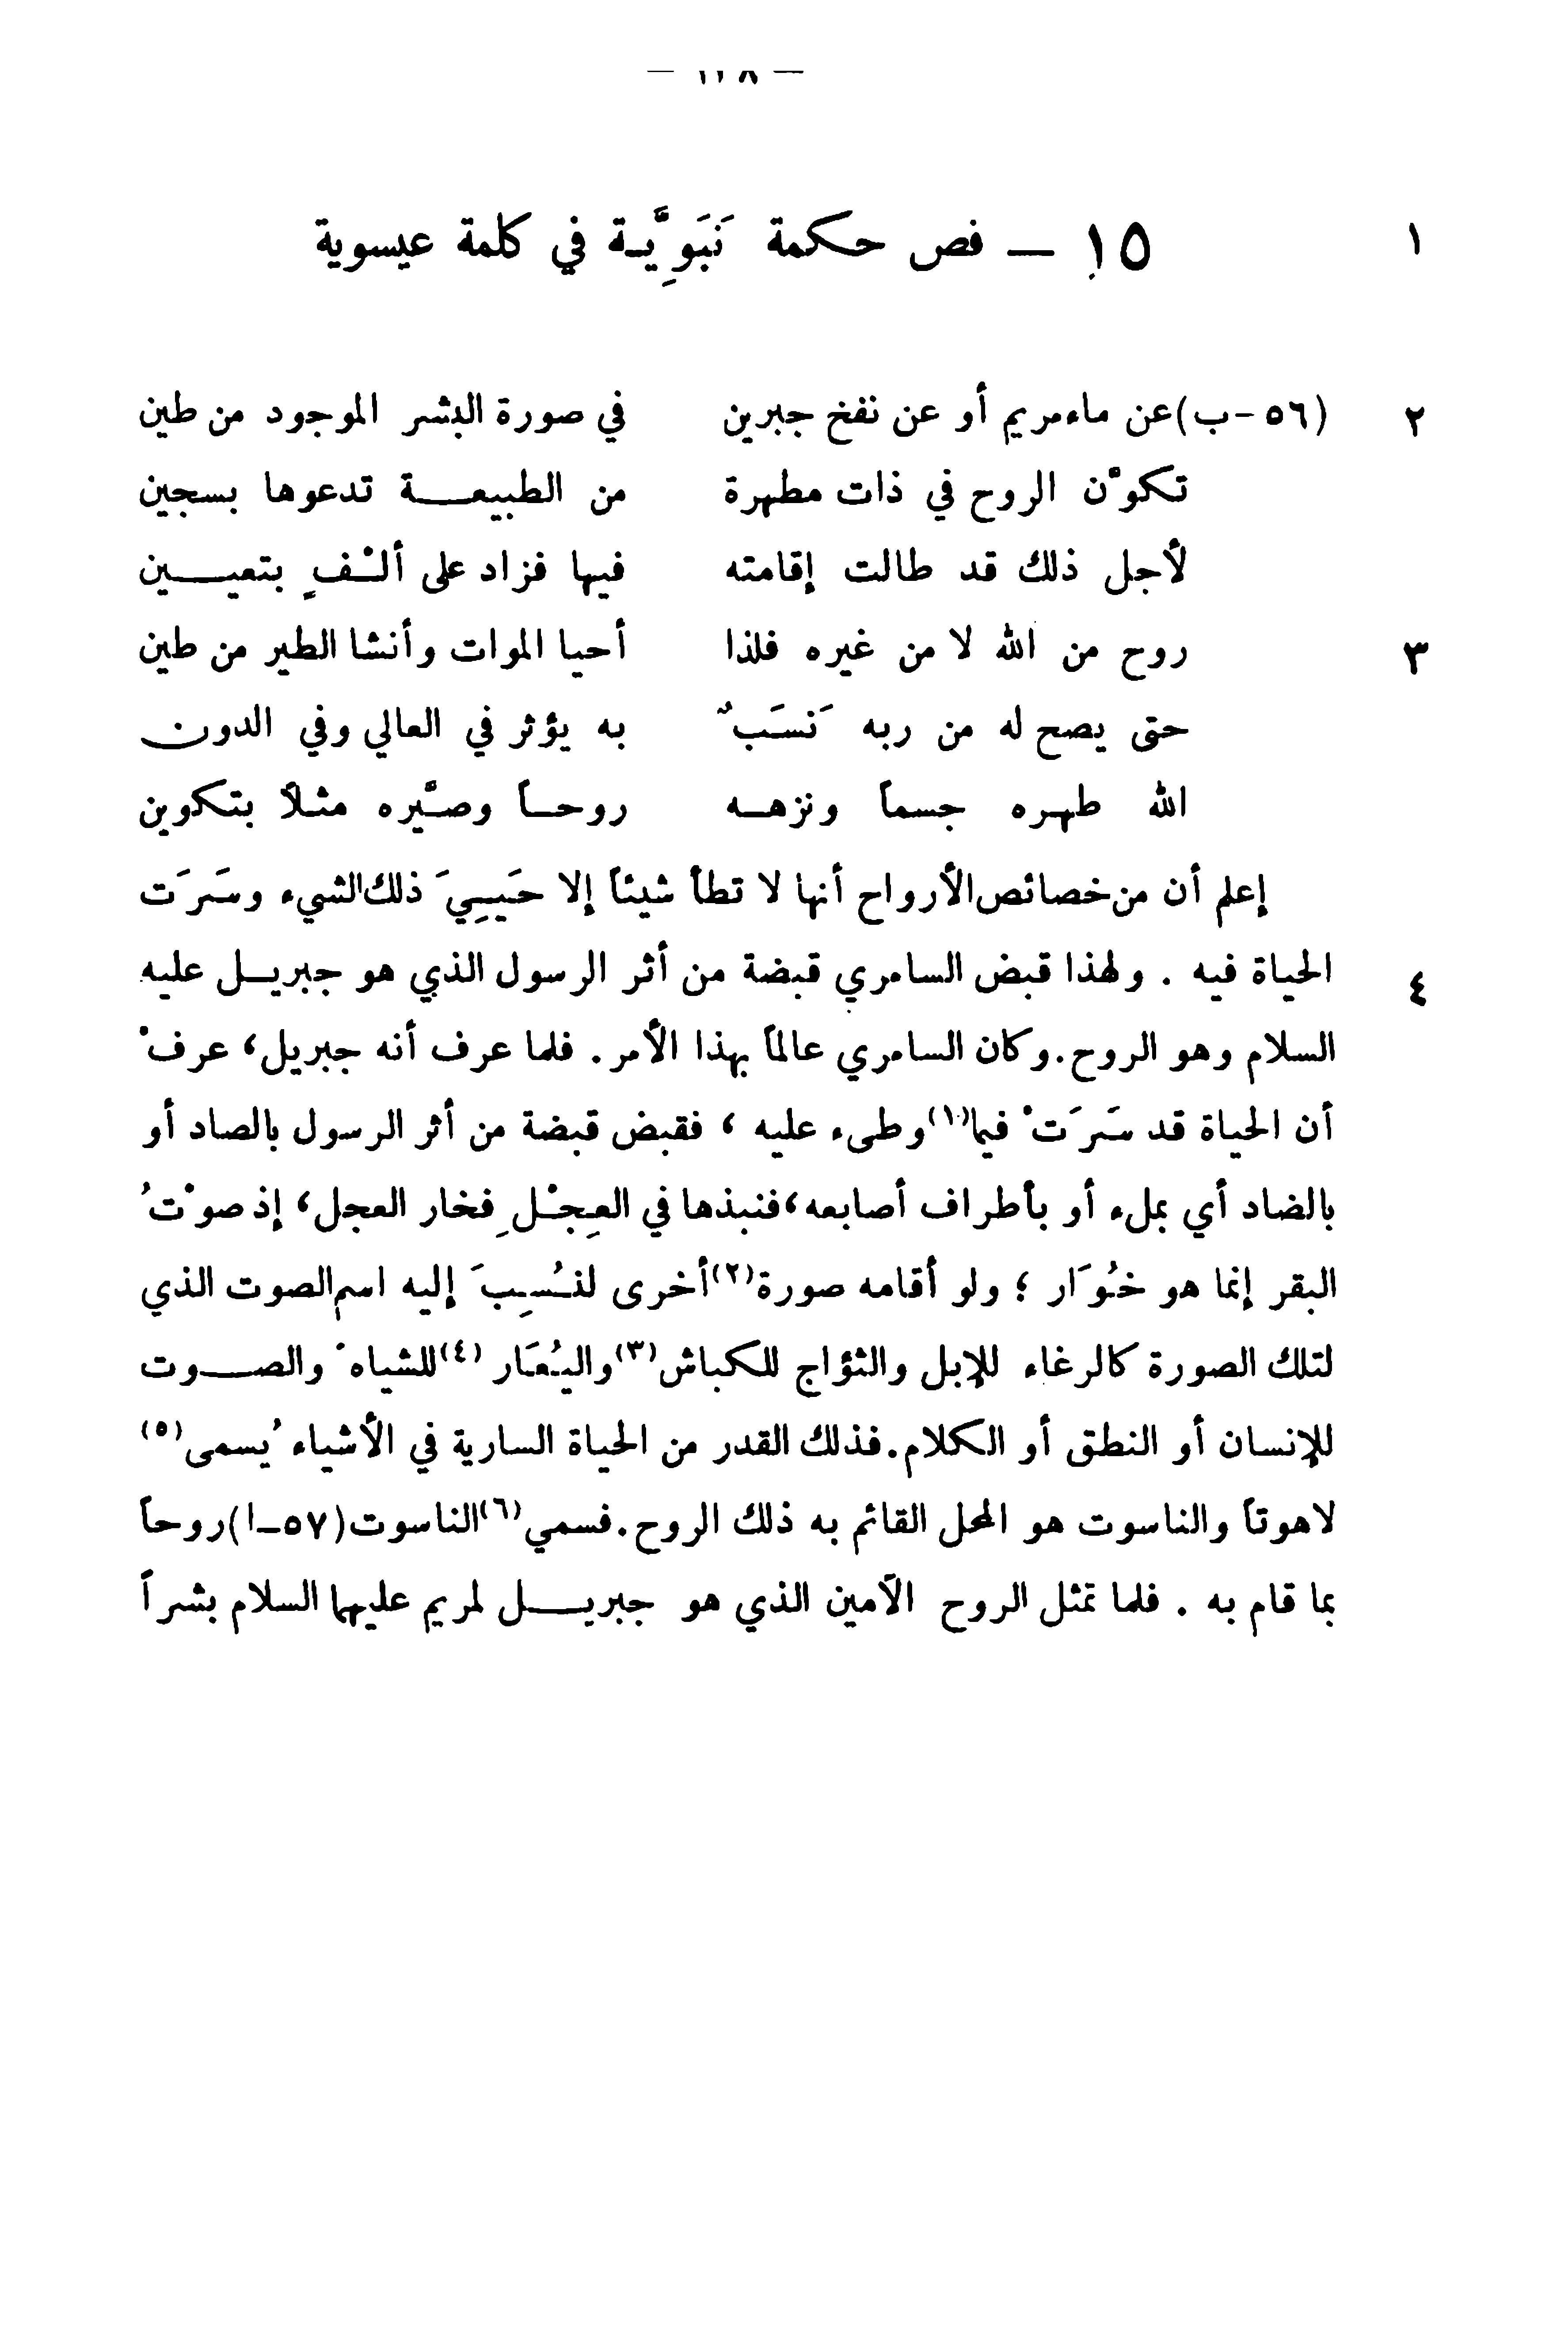 — ١٣٨ —
١ ١٥ — فص حكمة نَبَوِيَّة في كلمة عيسوية
٢ (٥٦-ب) عن ماء مريم أو عن نفخ جبرين في صورة البشر الموجود من طين
تكوَّن الروح في ذات مطهرة من الطبيعة تدعوها بسجين
لأجل ذلك قد طالت إقامته فيها فزاد على ألْفٍ بتعيين
٣ روح من الله لا من غيره فلذا أحيا الموات وأنشا الطير من طين
حتى يصح له من ربه نَسَبٌ به يؤثر في العالي وفي الدون
الله طهره جسماً ونزهه روحاً وصيَّره مثلاً بتكوين
إعلم أن من خصائص الأرواح أنها لا تطأ شيئاً إلا حَيِيَ ذلك الشيء وسَرَت
٤ الحياة فيه . ولهذا قبض السامري قبضة من أثر الرسول الذي هو جبريل عليه
السلام وهو الروح. وكان السامري عالماً بهذا الأمر. فلما عرف أنه جبريل، عرفْ
أن الحياة قد سَرَتْ فيما(١) وطىء عليه ، فقبض قبضة من أثر الرسول بالصاد أو
بالضاد أي بملء أو بأطراف أصابعه، فنبذها في العِجْلِ فخار العجل، إذ صوْتُ
البقر إنما هو خُوَار ؛ ولو أقامه صورة(٢) أخرى لنُسِبَ إليه اسم الصوت الذي
لتلك الصورة كالرغاء للإبل والثؤاج للكباش(٣) واليُعَار (٤) للشياه والصوت
للإنسان أو النطق أو الكلام. فذلك القدر من الحياة السارية في الأشياء يُسمى(٥)
لاهوتاً والناسوت هو المحل القائم به ذلك الروح. فسمي(٦) الناسوت (٥٧-ا) روحاً
بما قام به . فلما تمثل الروح الأمين الذي هو جبريل لمريم عليهما السلام بشراً